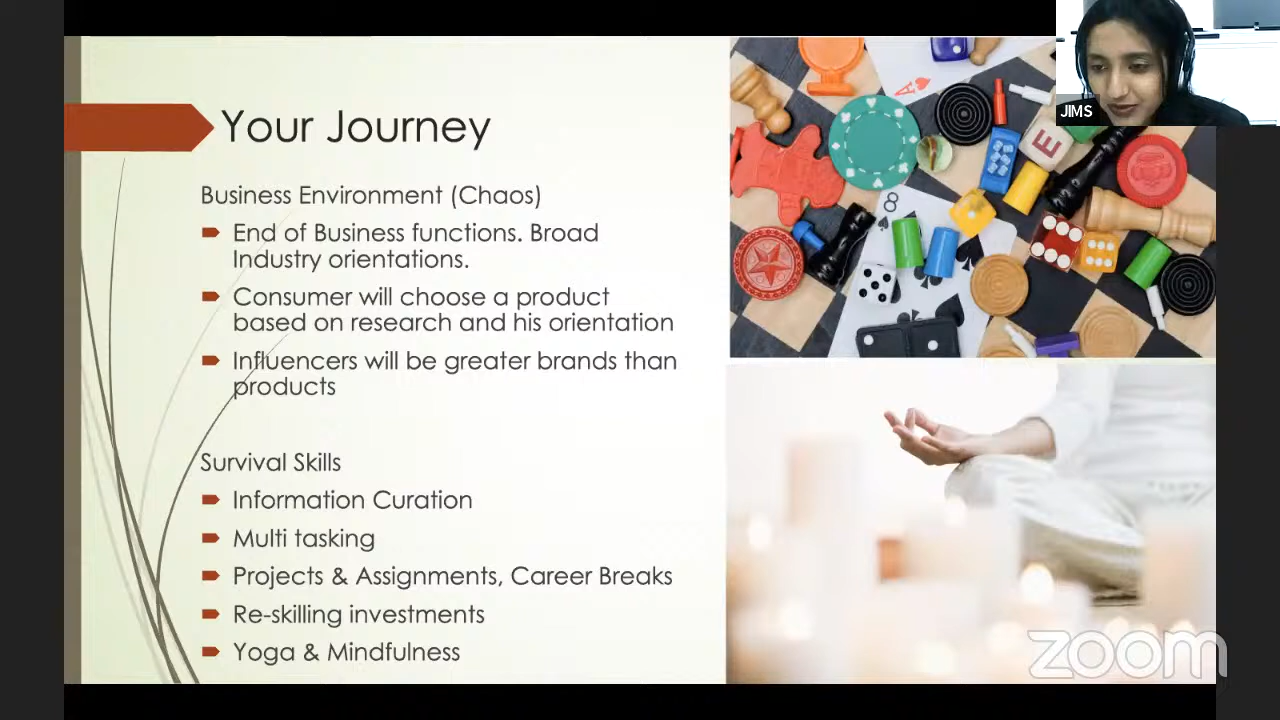 Your Journey
Business Environment (Chaos)
End of Business functions. Broad
Industry orientations.
Consumer will choose a product
based on research and his orientation
Influencers will be greater brands than
products
Survival Skills
Information Curation
Multi tasking
Projects & Assignments, Career Breaks
Re-skilling investments
Yoga & Mindfulness
JIMS
A
E
8
zoom